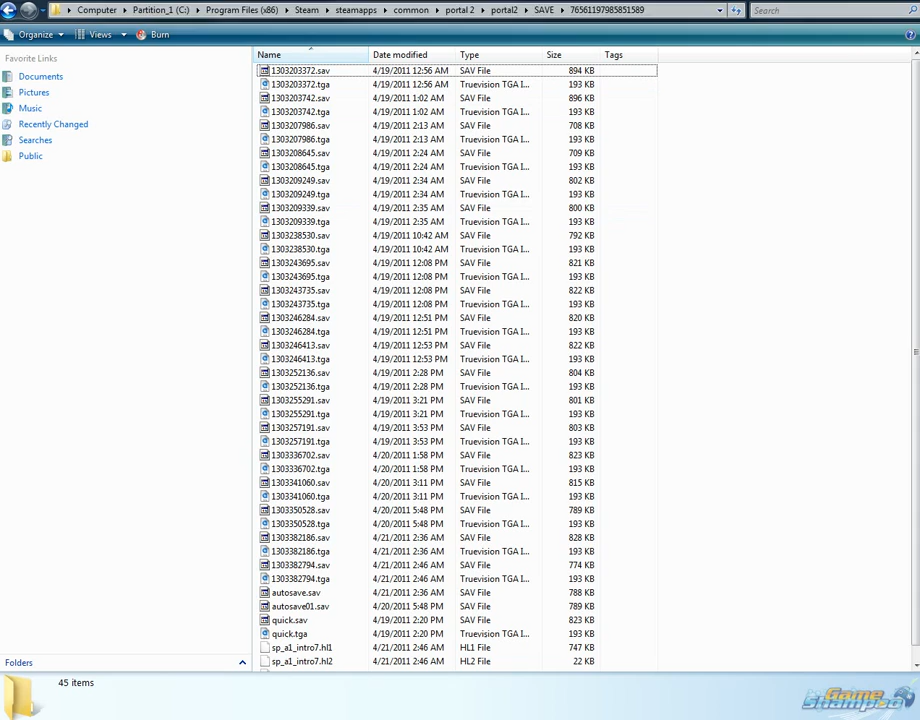 Computer ▸ Partition_1 (C:) ▸ Program Files (x86) ▸ Steam ▸ steamapps ▸ common ▸ portal 2 ▸ portal2 ▸ SAVE ▸ 76561197985851589 Search
Organize Views Burn
Name Date modified Type Size Tags
Favorite Links
Documents
Pictures
Music
Recently Changed
Searches
Public
1303203372.sav 4/19/2011 12:56 AM SAV File 894 KB
1303203372.tga 4/19/2011 12:56 AM Truevision TGA I... 193 KB
1303203742.sav 4/19/2011 1:02 AM SAV File 896 KB
1303203742.tga 4/19/2011 1:02 AM Truevision TGA I... 193 KB
1303207986.sav 4/19/2011 2:13 AM SAV File 708 KB
1303207986.tga 4/19/2011 2:13 AM Truevision TGA I... 193 KB
1303208645.sav 4/19/2011 2:24 AM SAV File 709 KB
1303208645.tga 4/19/2011 2:24 AM Truevision TGA I... 193 KB
1303209249.sav 4/19/2011 2:34 AM SAV File 802 KB
1303209249.tga 4/19/2011 2:34 AM Truevision TGA I... 193 KB
1303209339.sav 4/19/2011 2:35 AM SAV File 800 KB
1303209339.tga 4/19/2011 2:35 AM Truevision TGA I... 193 KB
1303238530.sav 4/19/2011 10:42 AM SAV File 792 KB
1303238530.tga 4/19/2011 10:42 AM Truevision TGA I... 193 KB
1303243695.sav 4/19/2011 12:08 PM SAV File 821 KB
1303243695.tga 4/19/2011 12:08 PM Truevision TGA I... 193 KB
1303243735.sav 4/19/2011 12:08 PM SAV File 822 KB
1303243735.tga 4/19/2011 12:08 PM Truevision TGA I... 193 KB
1303246284.sav 4/19/2011 12:51 PM SAV File 820 KB
1303246284.tga 4/19/2011 12:51 PM Truevision TGA I... 193 KB
1303246413.sav 4/19/2011 12:53 PM SAV File 822 KB
1303246413.tga 4/19/2011 12:53 PM Truevision TGA I... 193 KB
1303252136.sav 4/19/2011 2:28 PM SAV File 804 KB
1303252136.tga 4/19/2011 2:28 PM Truevision TGA I... 193 KB
1303255291.sav 4/19/2011 3:21 PM SAV File 801 KB
1303255291.tga 4/19/2011 3:21 PM Truevision TGA I... 193 KB
1303257191.sav 4/19/2011 3:53 PM SAV File 803 KB
1303257191.tga 4/19/2011 3:53 PM Truevision TGA I... 193 KB
1303336702.sav 4/20/2011 1:58 PM SAV File 823 KB
1303336702.tga 4/20/2011 1:58 PM Truevision TGA I... 193 KB
1303341060.sav 4/20/2011 3:11 PM SAV File 815 KB
1303341060.tga 4/20/2011 3:11 PM Truevision TGA I... 193 KB
1303350528.sav 4/20/2011 5:48 PM SAV File 789 KB
1303350528.tga 4/20/2011 5:48 PM Truevision TGA I... 193 KB
1303382186.sav 4/21/2011 2:36 AM SAV File 828 KB
1303382186.tga 4/21/2011 2:36 AM Truevision TGA I... 193 KB
1303382794.sav 4/21/2011 2:46 AM SAV File 774 KB
1303382794.tga 4/21/2011 2:46 AM Truevision TGA I... 193 KB
autosave.sav 4/21/2011 2:36 AM SAV File 788 KB
autosave01.sav 4/20/2011 5:48 PM SAV File 789 KB
quick.sav 4/19/2011 2:20 PM SAV File 823 KB
quick.tga 4/19/2011 2:20 PM Truevision TGA I... 193 KB
sp_a1_intro7.hl1 4/21/2011 2:46 AM HL1 File 747 KB
sp_a1_intro7.hl2 4/21/2011 2:46 AM HL2 File 22 KB
Folders
45 items
Game